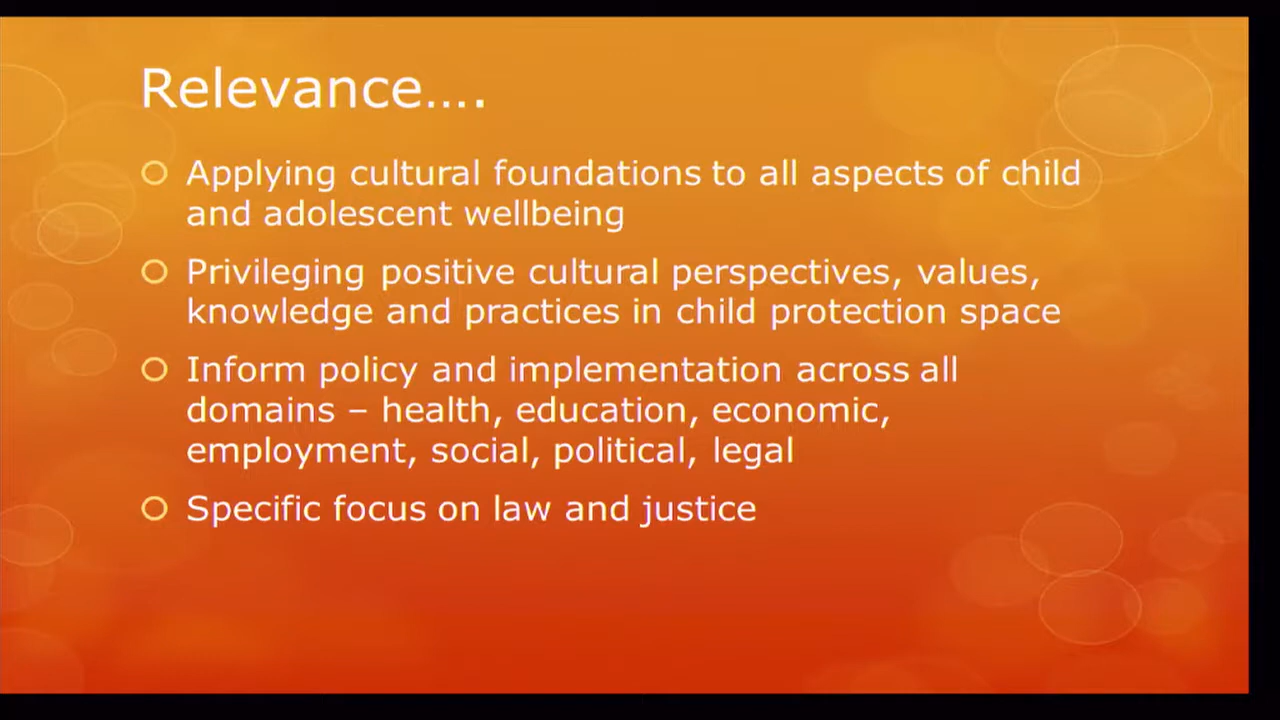 Relevance….
Applying cultural foundations to all aspects of child
and adolescent wellbeing
Privileging positive cultural perspectives, values,
knowledge and practices in child protection space
Inform policy and implementation across all
domains – health, education, economic,
employment, social, political, legal
Specific focus on law and justice